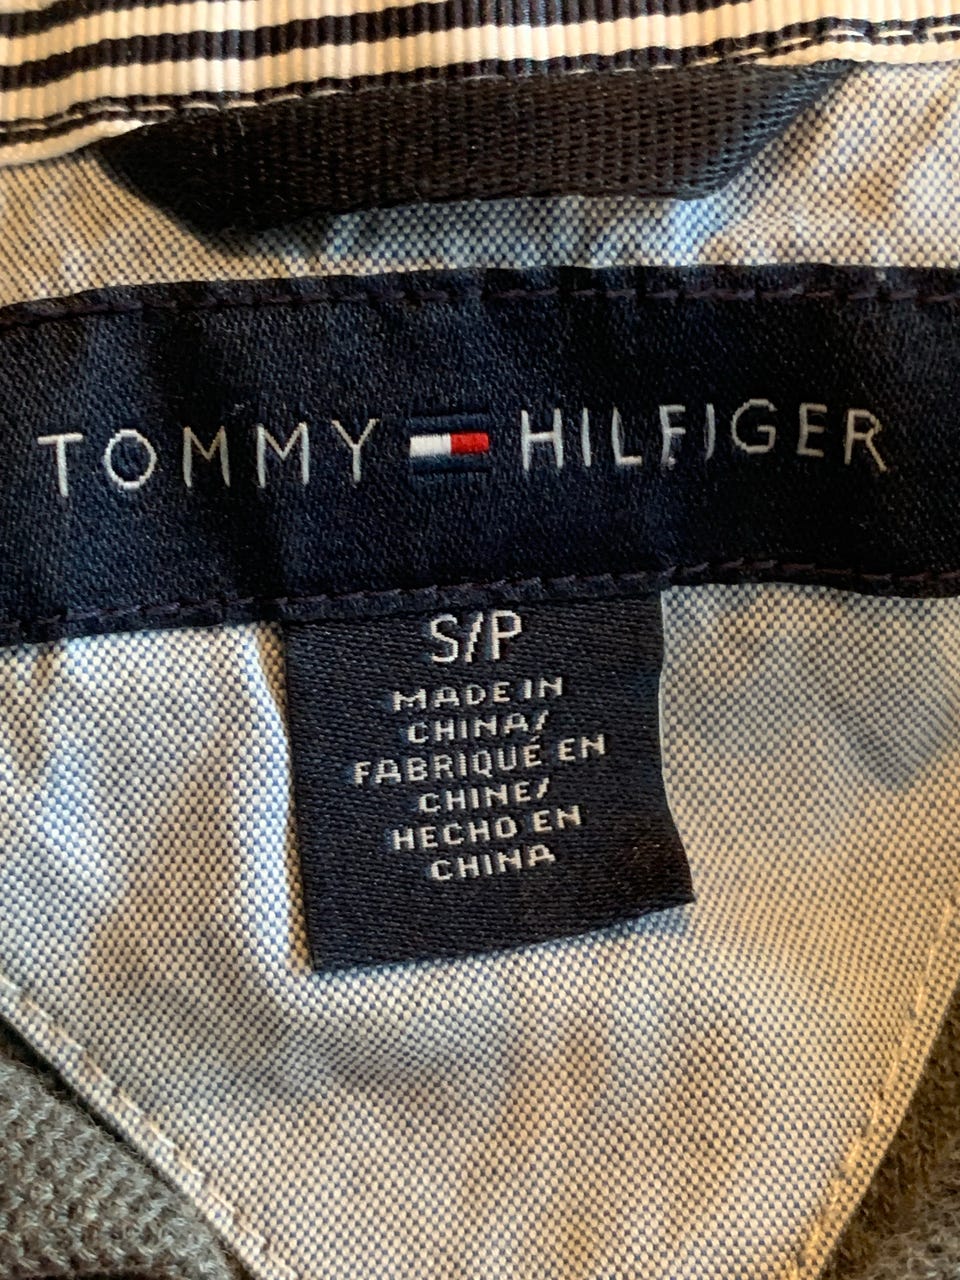 TOMMY HILFIGER
S/P
MADE IN
CHINA/
FABRIQUÉ EN
CHINE/
HECHO EN
CHINA